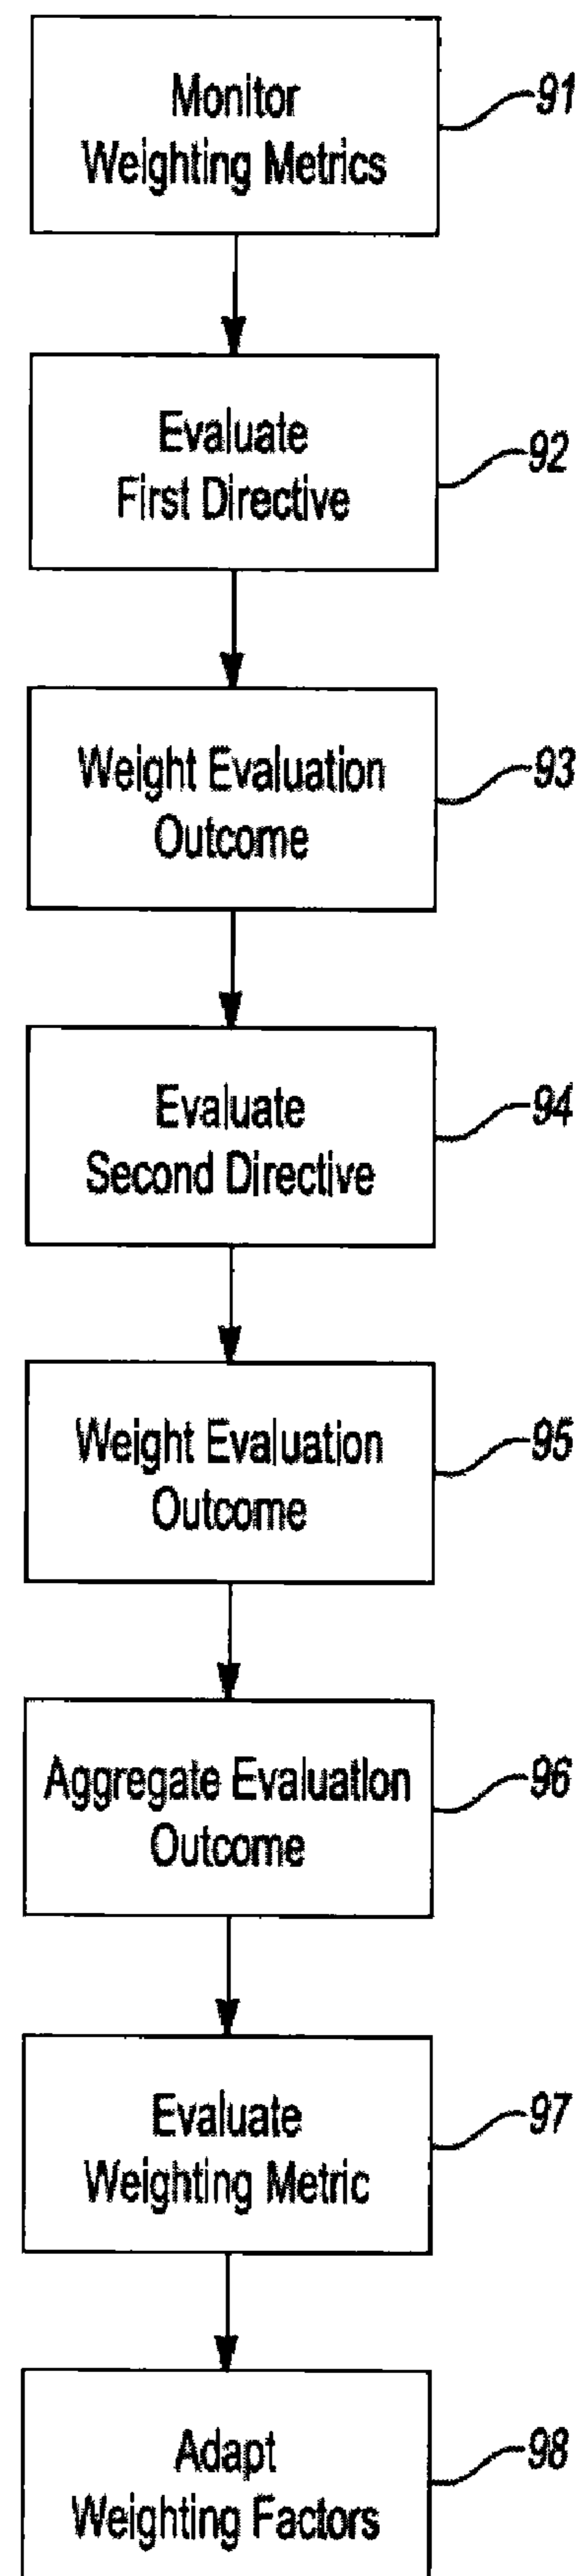 Monitor
Weighting Metrics
91
Evaluate
First Directive
92
Weight Evaluation
Outcome
93
Evaluate
Second Directive
94
Weight Evaluation
Outcome
95
Aggregate Evaluation
Outcome
96
Evaluate
Weighting Metric
97
Adapt
Weighting Factors
98